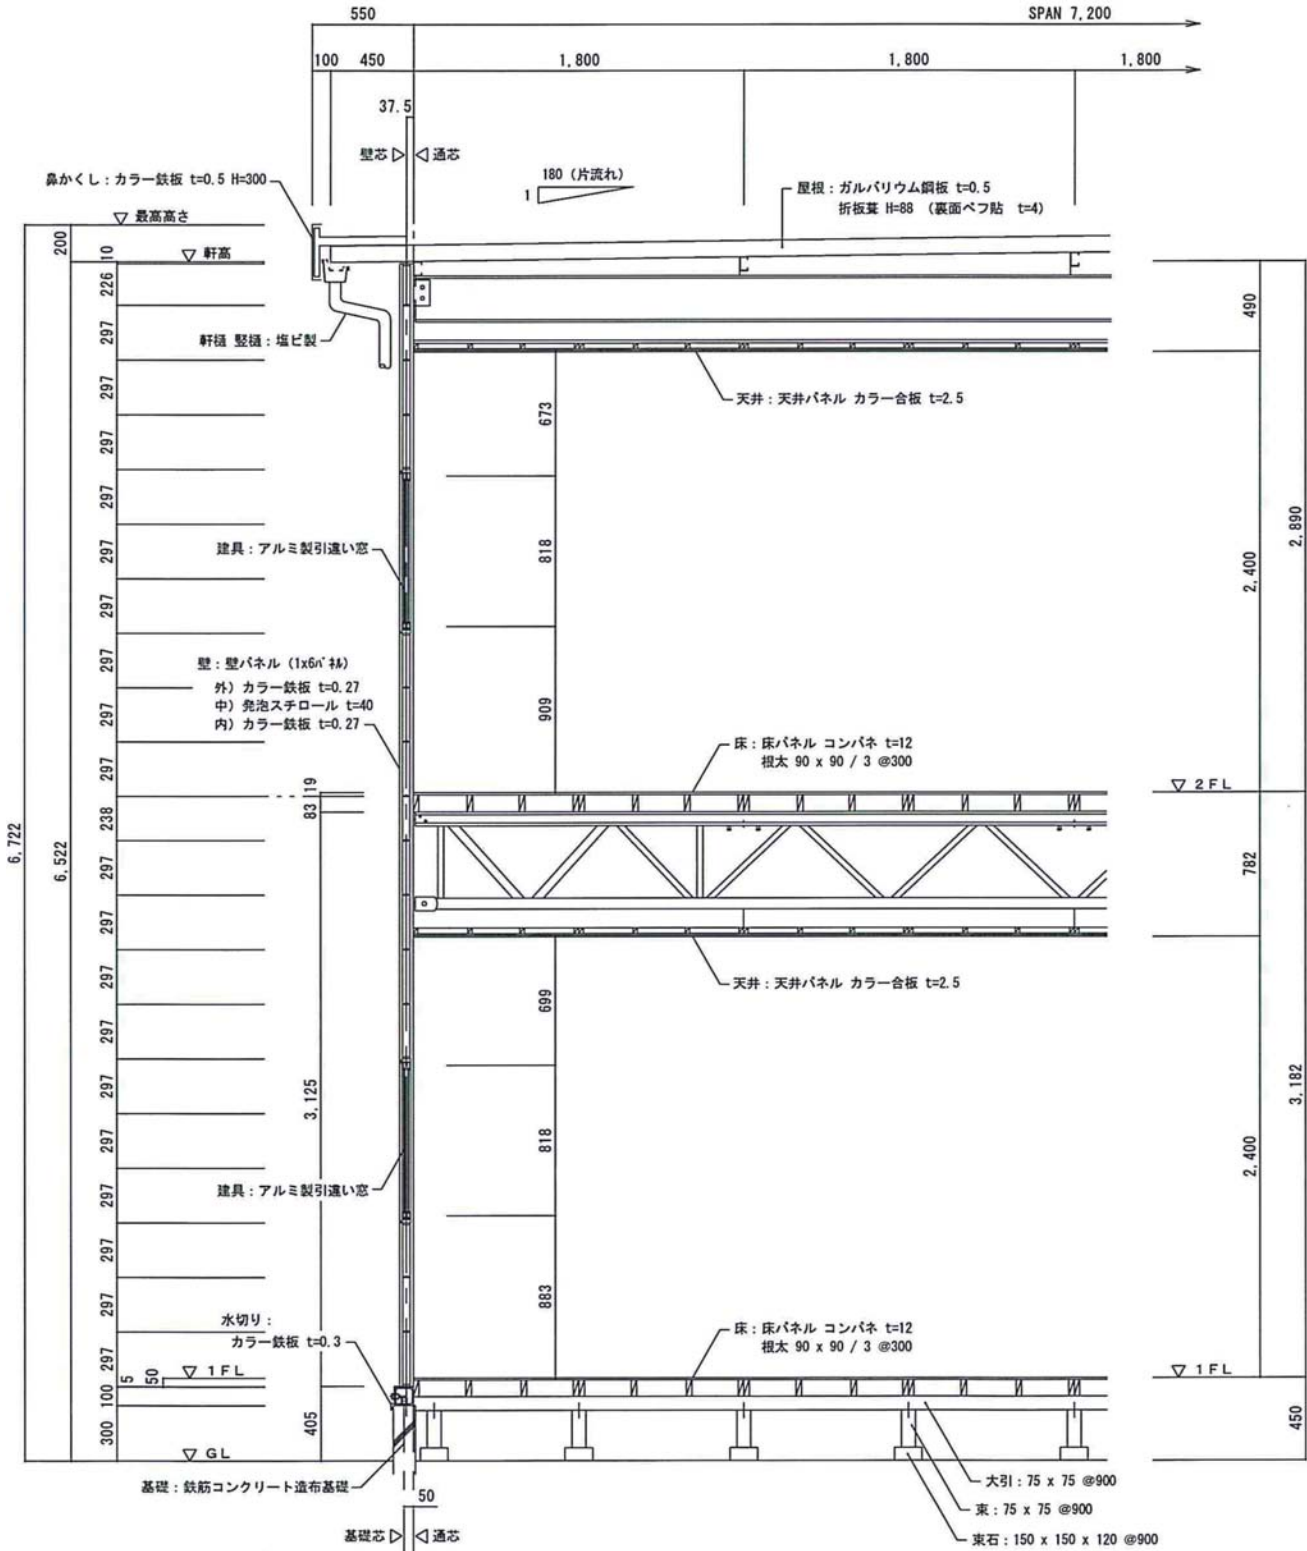 550
SPAN 7,200
100
450
1,800
1,800
1,800
37.5
壁芯
通芯
180 (片流れ)
1
鼻かくし：カラー鉄板 t=0.5 H=300
屋根：ガルバリウム鋼板 t=0.5
折板葺 H=88 (裏面ペフ貼 t=4)
最高高さ
軒高
200
10
226
297
297
297
297
297
297
297
297
297
238
297
297
297
297
297
297
297
297
297
297
100
300
6,722
6,522
軒樋 竪樋：塩ビ製
天井：天井パネル カラー合板 t=2.5
490
673
818
909
2,400
2,890
建具：アルミ製引違い窓
壁：壁パネル (1x6ﾊﾟﾈﾙ)
外) カラー鉄板 t=0.27
中) 発泡スチロール t=40
内) カラー鉄板 t=0.27
床：床パネル コンパネ t=12
根太 90 x 90 / 3 @300
19
83
2FL
782
天井：天井パネル カラー合板 t=2.5
699
818
883
3,125
2,400
3,182
建具：アルミ製引違い窓
水切り：
カラー鉄板 t=0.3
床：床パネル コンパネ t=12
根太 90 x 90 / 3 @300
1FL
5
50
1FL
405
450
GL
基礎：鉄筋コンクリート造布基礎
大引：75 x 75 @900
50
束：75 x 75 @900
基礎芯
通芯
束石：150 x 150 x 120 @900